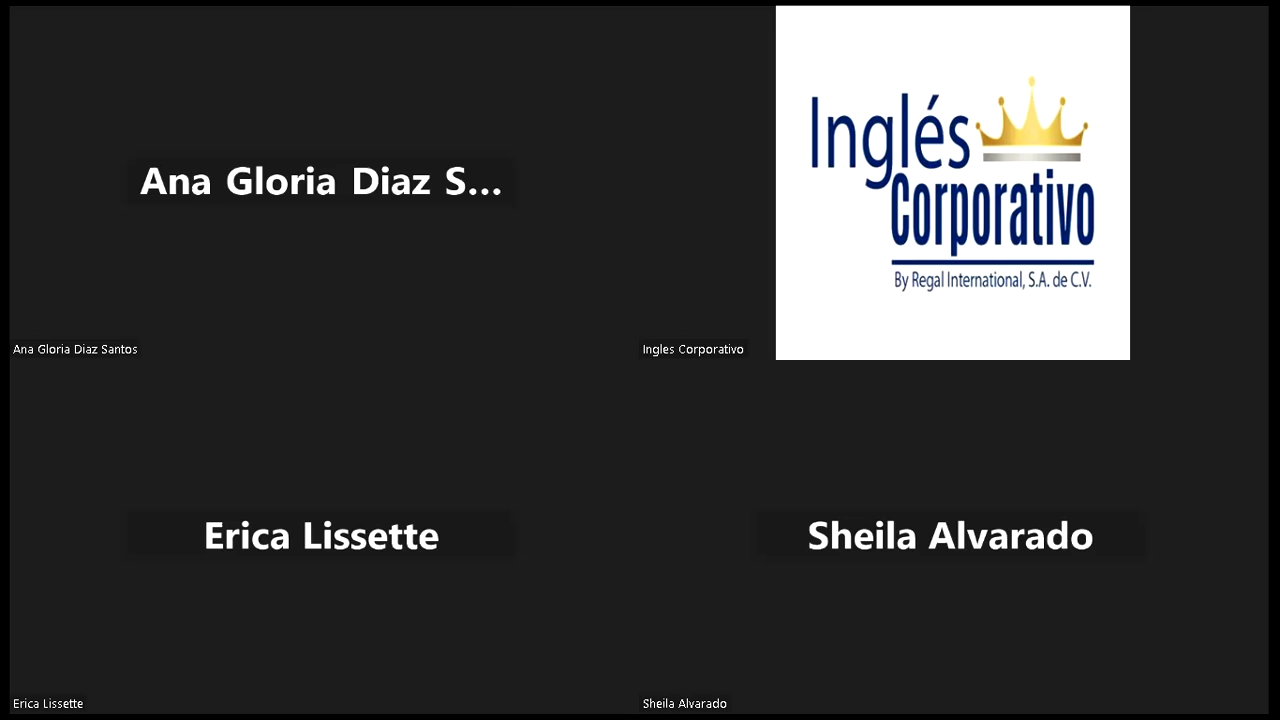 Ana Gloria Diaz S...
Ana Gloria Diaz Santos
Inglés
Corporativo
By Regal International, S.A. de C.V.
Ingles Corporativo
Erica Lissette
Erica Lissette
Sheila Alvarado
Sheila Alvarado